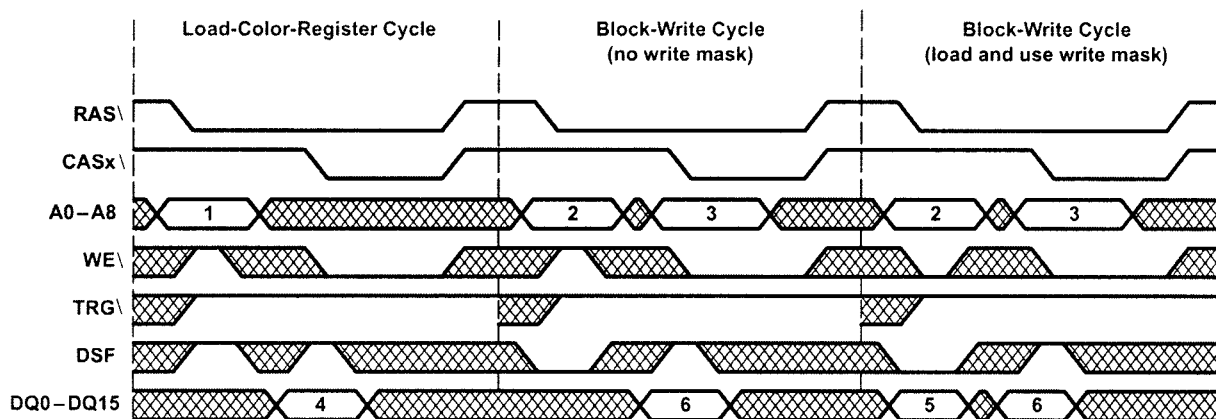 Load-Color-Register Cycle
Block-Write Cycle
(no write mask)
Block-Write Cycle
(load and use write mask)
RAS\
CASx\
A0–A8 1 2 3 2 3
WE\
TRG\
DSF
DQ0–DQ15 4 6 5 6